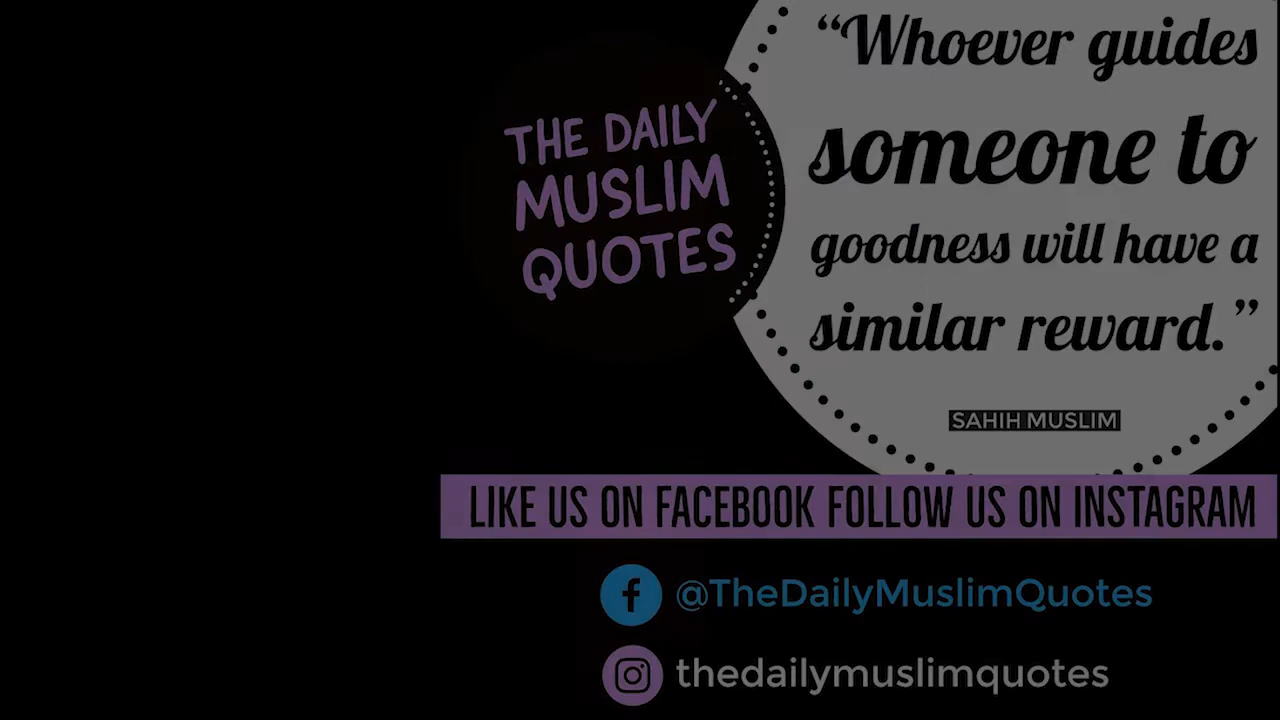 THE DAILY
MUSLIM
QUOTES
“Whoever guides
someone to
goodness will have a
similar reward.”
SAHIH MUSLIM
LIKE US ON FACEBOOK FOLLOW US ON INSTAGRAM
@TheDailyMuslimQuotes
thedailymuslimquotes